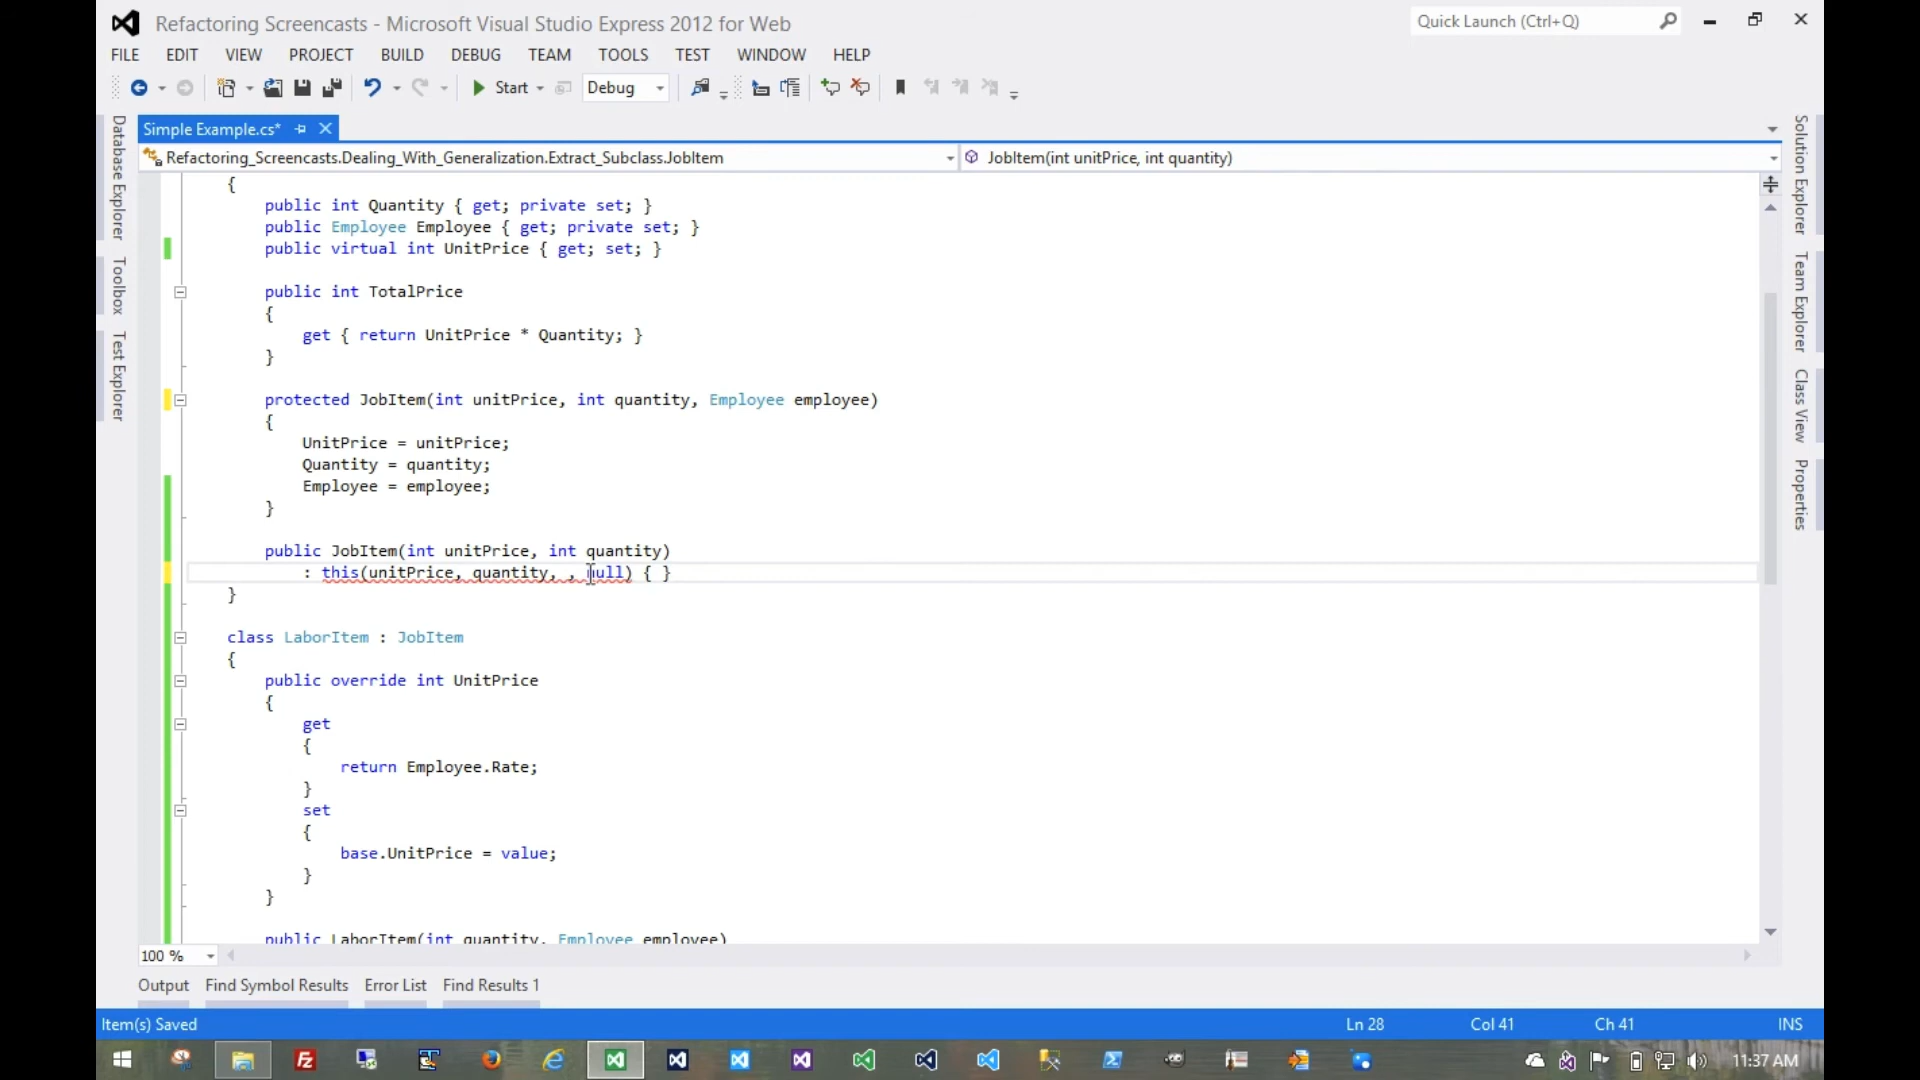 Refactoring Screencasts - Microsoft Visual Studio Express 2012 for Web
Quick Launch (Ctrl+Q)
FILE EDIT VIEW PROJECT BUILD DEBUG TEAM TOOLS TEST WINDOW HELP
Start Debug
Database Explorer
Toolbox
Test Explorer
Simple Example.cs*
Refactoring_Screencasts.Dealing_With_Generalization.Extract_Subclass.JobItem
JobItem(int unitPrice, int quantity)
{
public int Quantity { get; private set; }
public Employee Employee { get; private set; }
public virtual int UnitPrice { get; set; }
public int TotalPrice
{
get { return UnitPrice * Quantity; }
}
protected JobItem(int unitPrice, int quantity, Employee employee)
{
UnitPrice = unitPrice;
Quantity = quantity;
Employee = employee;
}
public JobItem(int unitPrice, int quantity)
: this(unitPrice, quantity, , null) { }
}
class LaborItem : JobItem
{
public override int UnitPrice
{
get
{
return Employee.Rate;
}
set
{
base.UnitPrice = value;
}
}
public LaborItem(int quantity, Employee employee)
Solution Explorer
Team Explorer
Class View
Properties
100 %
Output Find Symbol Results Error List Find Results 1
Item(s) Saved Ln 28 Col 41 Ch 41 INS
11:37 AM